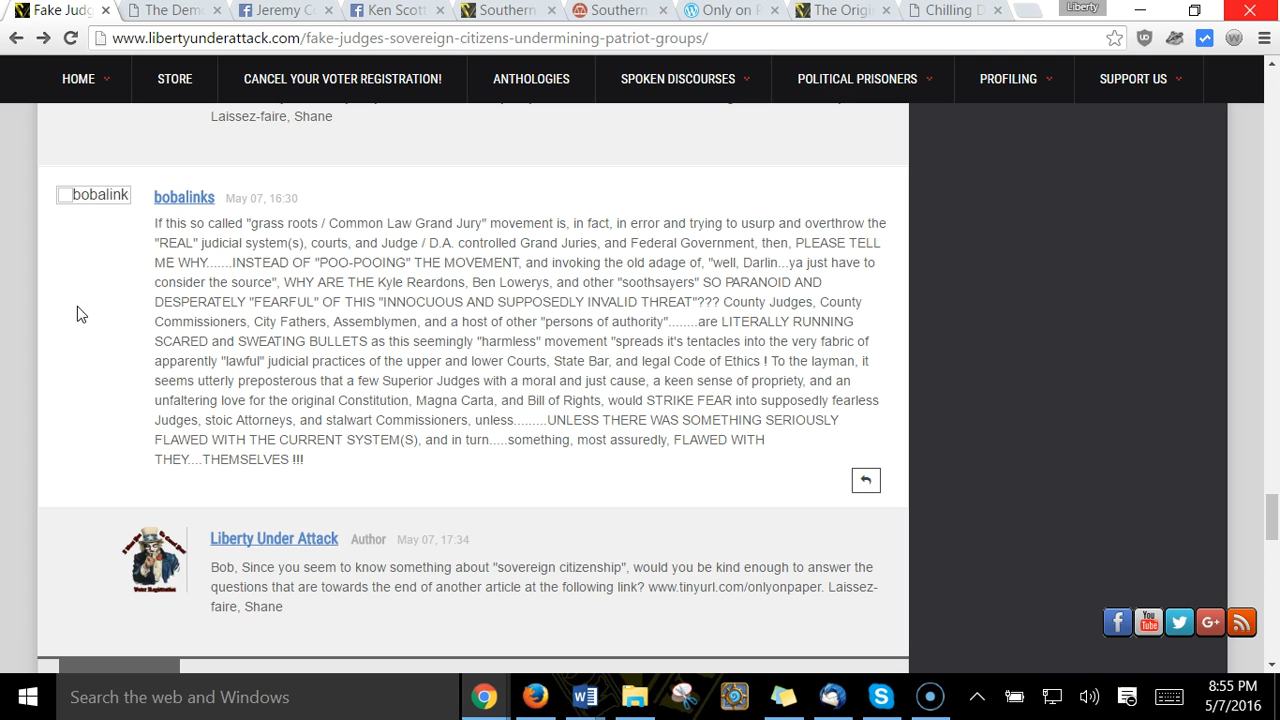 Fake Judg
The Dem
Jeremy C
Ken Scott
Southern
Southern
Only on P
The Origi
Chilling D
Liberty
www.libertyunderattack.com/fake-judges-sovereign-citizens-undermining-patriot-groups/
HOME STORE CANCEL YOUR VOTER REGISTRATION! ANTHOLOGIES SPOKEN DISCOURSES POLITICAL PRISONERS PROFILING SUPPORT US
Laissez-faire, Shane
bobalink
bobalinks May 07, 16:30
If this so called "grass roots / Common Law Grand Jury" movement is, in fact, in error and trying to usurp and overthrow the
"REAL" judicial system(s), courts, and Judge / D.A. controlled Grand Juries, and Federal Government, then, PLEASE TELL
ME WHY.......INSTEAD OF "POO-POOING" THE MOVEMENT, and invoking the old adage of, "well, Darlin...ya just have to
consider the source", WHY ARE THE Kyle Reardons, Ben Lowerys, and other "soothsayers" SO PARANOID AND
DESPERATELY "FEARFUL" OF THIS "INNOCUOUS AND SUPPOSEDLY INVALID THREAT"??? County Judges, County
Commissioners, City Fathers, Assemblymen, and a host of other "persons of authority"........are LITERALLY RUNNING
SCARED and SWEATING BULLETS as this seemingly "harmless" movement "spreads it's tentacles into the very fabric of
apparently "lawful" judicial practices of the upper and lower Courts, State Bar, and legal Code of Ethics ! To the layman, it
seems utterly preposterous that a few Superior Judges with a moral and just cause, a keen sense of propriety, and an
unfaltering love for the original Constitution, Magna Carta, and Bill of Rights, would STRIKE FEAR into supposedly fearless
Judges, stoic Attorneys, and stalwart Commissioners, unless.........UNLESS THERE WAS SOMETHING SERIOUSLY
FLAWED WITH THE CURRENT SYSTEM(S), and in turn.....something, most assuredly, FLAWED WITH
THEY....THEMSELVES !!!
Liberty Under Attack Author May 07, 17:34
Bob, Since you seem to know something about "sovereign citizenship", would you be kind enough to answer the
questions that are towards the end of another article at the following link? www.tinyurl.com/onlyonpaper. Laissez-
faire, Shane
Voter Registration
You
Tube
Search the web and Windows
8:55 PM
5/7/2016